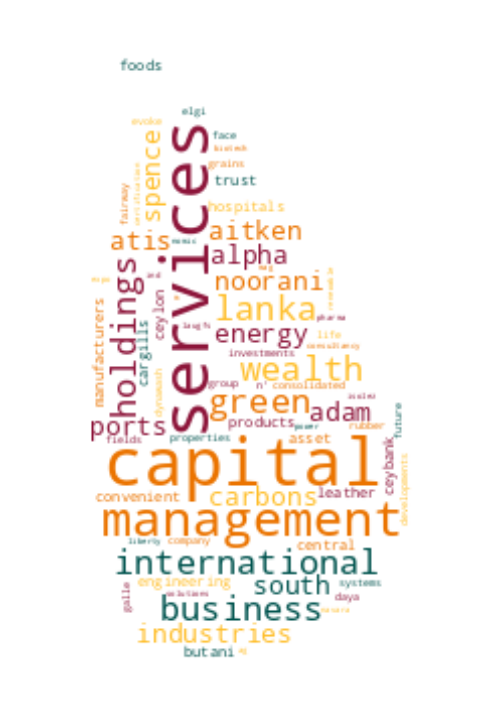 foods
elgi
evoke
face
biotech
spence
services
grains
trust
fairway
certification
hospitals
aitken
atis
alpha
noorani
holdings
ceylon
lanka
pharma
manufacturers
cargills
laugfs
energy
life
consultancy
investments
wealth
dynawash
group
n'
consolidated
green
adam
ports
products
power
rubber
future
fields
properties
asset
capital
ceybank
developments
convenient
carbons
leather
management
liberty
company
central
international
engineering
south
systems
galle
solutions
daya
business
industries
butani